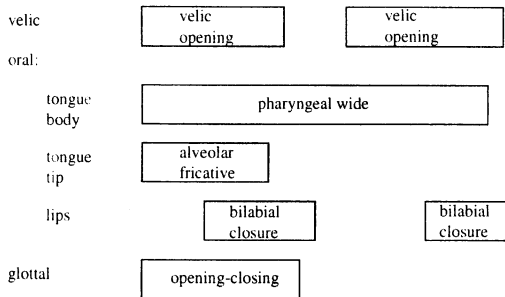 velic
velic opening
velic opening
oral:
tongue body
pharyngeal wide
tongue tip
alveolar fricative
lips
bilabial closure
bilabial closure
glottal
opening-closing